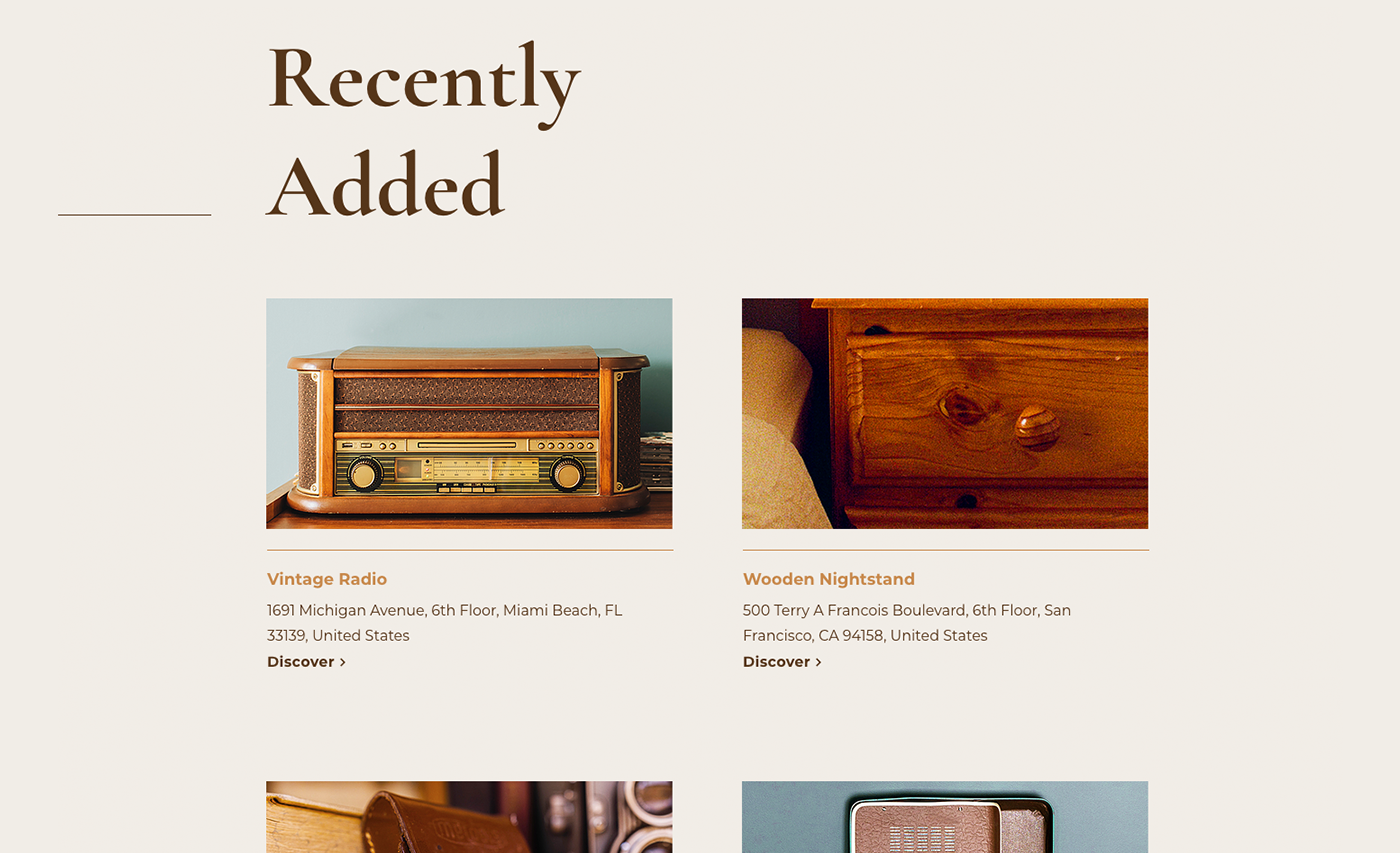 Recently
Added
Vintage Radio
1691 Michigan Avenue, 6th Floor, Miami Beach, FL
33139, United States
Discover ›
Wooden Nightstand
500 Terry A Francois Boulevard, 6th Floor, San
Francisco, CA 94158, United States
Discover ›